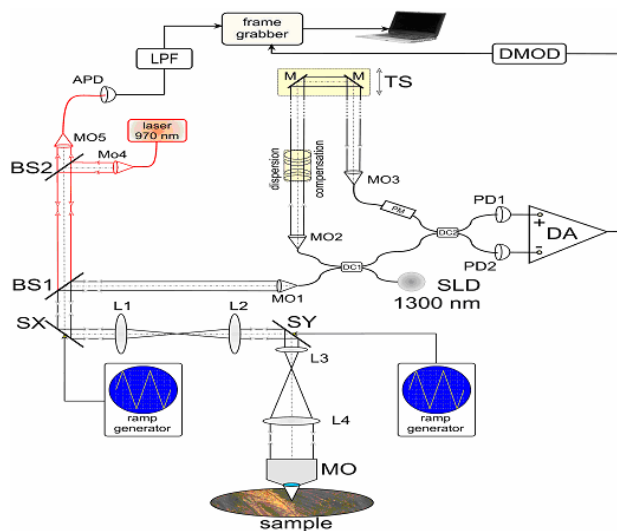 frame
grabber
LPF
DMOD
APD
M
M
TS
laser
970 nm
MO5
Mo4
BS2
dispersion
compensation
MO3
PM
PD1
DC2
+
DA
-
PD2
MO2
DC1
BS1
MO1
SLD
1300 nm
SX
L1
L2
SY
L3
ramp
generator
L4
ramp
generator
MO
sample